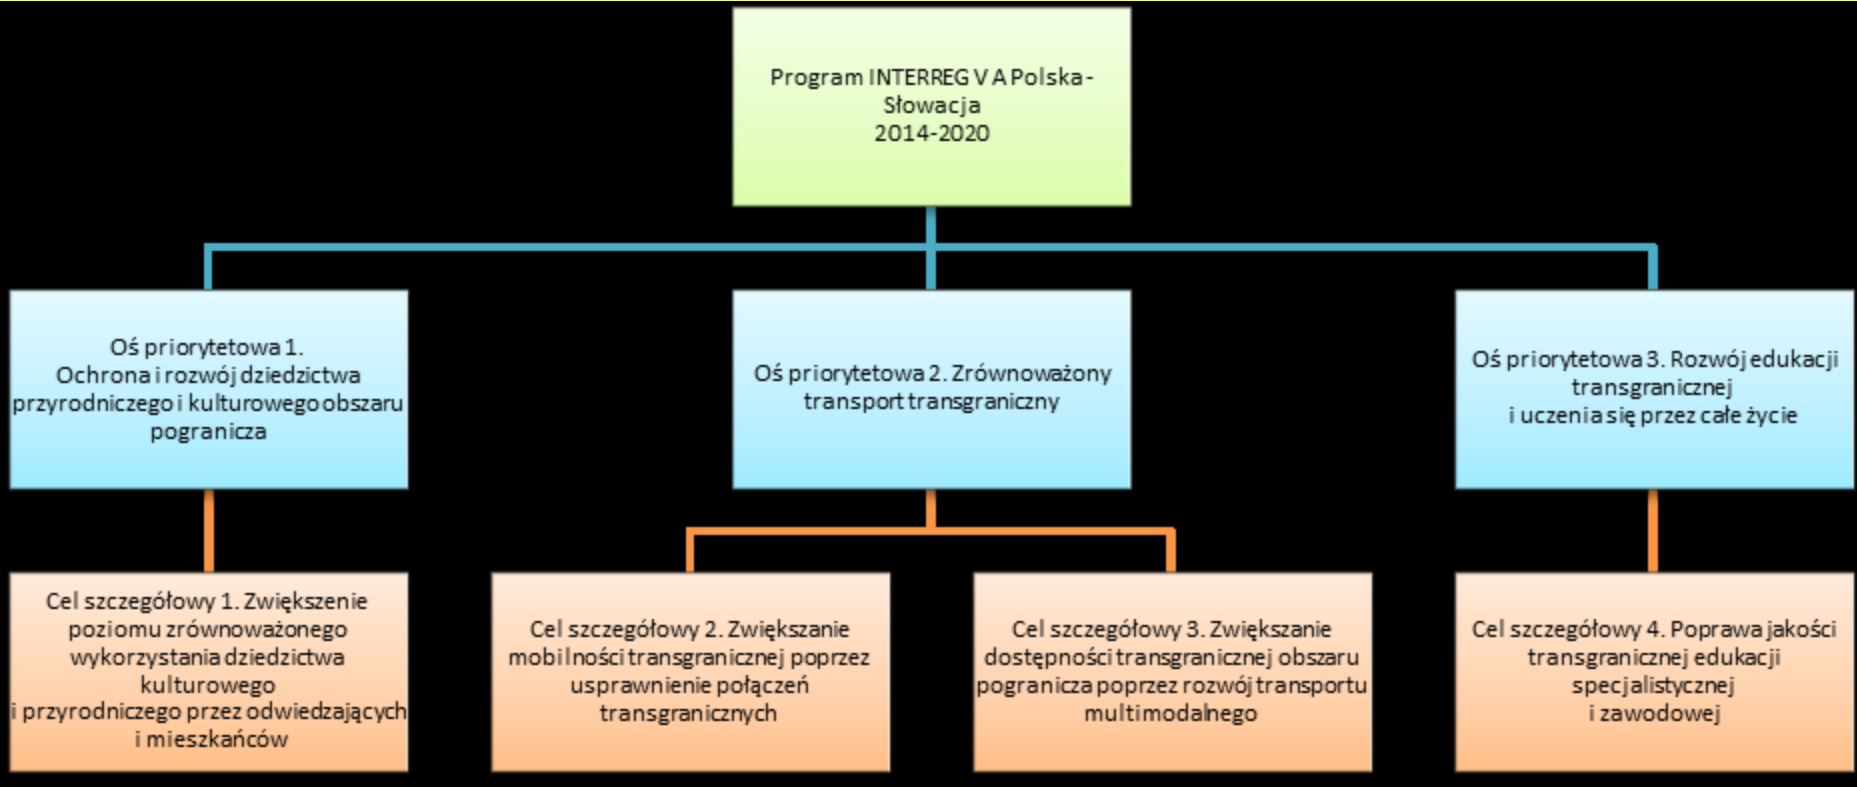 Program INTERREG V A Polska -
Słowacja
2014-2020
Oś priorytetowa 1.
Ochrona i rozwój dziedzictwa
przyrodniczego i kulturowego obszaru
pogranicza
Oś priorytetowa 2. Zrównoważony
transport transgraniczny
Oś priorytetowa 3. Rozwój edukacji
transgranicznej
i uczenia się przez całe życie
Cel szczegółowy 1. Zwiększenie
poziomu zrównoważonego
wykorzystania dziedzictwa
kulturowego
i przyrodniczego przez odwiedzających
i mieszkańców
Cel szczegółowy 2. Zwiększanie
mobilności transgranicznej poprzez
usprawnienie połączeń
transgranicznych
Cel szczegółowy 3. Zwiększanie
dostępności transgranicznej obszaru
pogranicza poprzez rozwój transportu
multimodalnego
Cel szczegółowy 4. Poprawa jakości
transgranicznej edukacji
specjalistycznej
i zawodowej